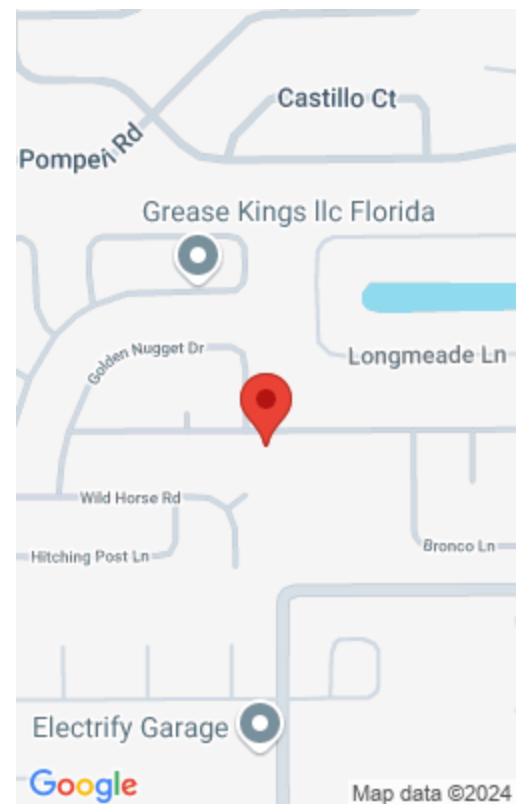 Castillo Ct
Pompeii Rd
Grease Kings llc Florida
Golden Nugget Dr
Longmeade Ln
Wild Horse Rd
Hitching Post Ln
Bronco Ln
Electrify Garage
Google
Map data ©2024